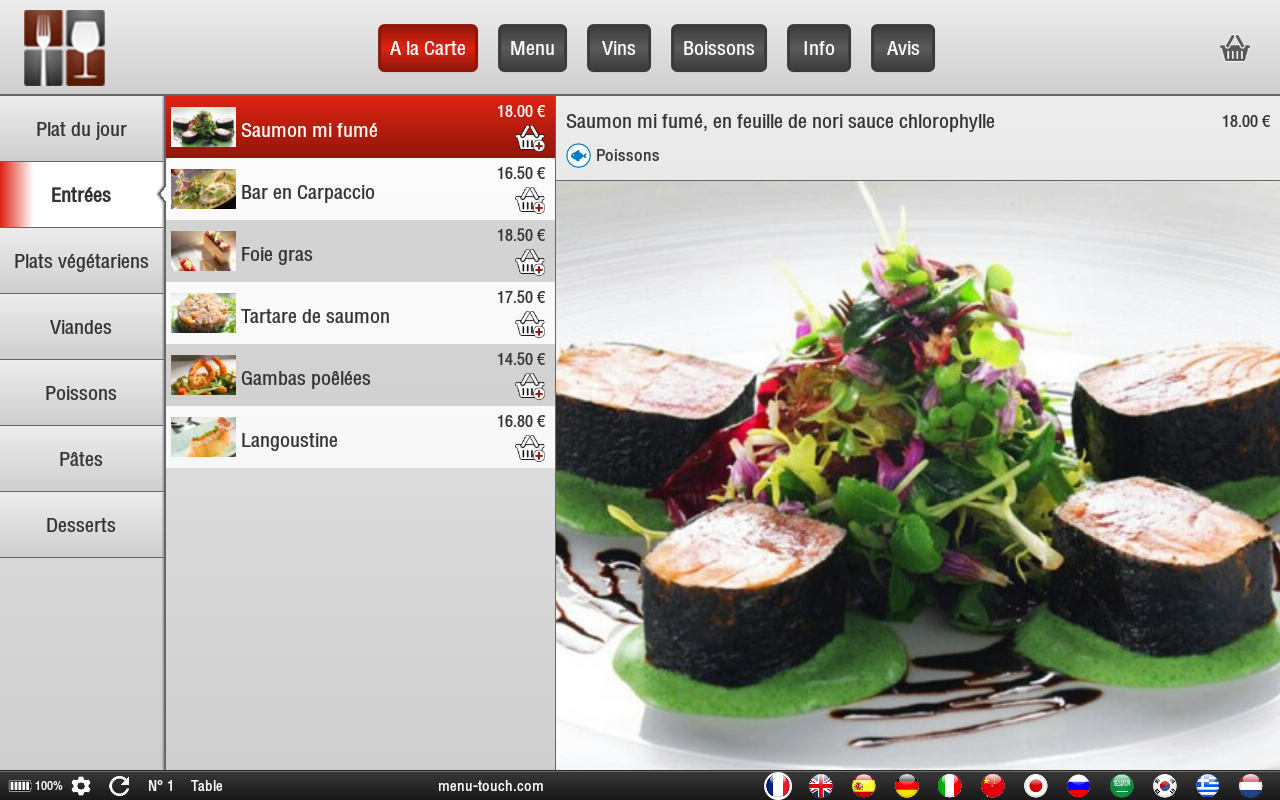 A la Carte
Menu
Vins
Boissons
Info
Avis
Plat du jour
Entrées
Plats végétariens
Viandes
Poissons
Pâtes
Desserts
Saumon mi fumé 18.00 €
Bar en Carpaccio 16.50 €
Foie gras 18.50 €
Tartare de saumon 17.50 €
Gambas poêlées 14.50 €
Langoustine 16.80 €
Saumon mi fumé, en feuille de nori sauce chlorophylle 18.00 €
Poissons
100% N° 1 Table menu-touch.com